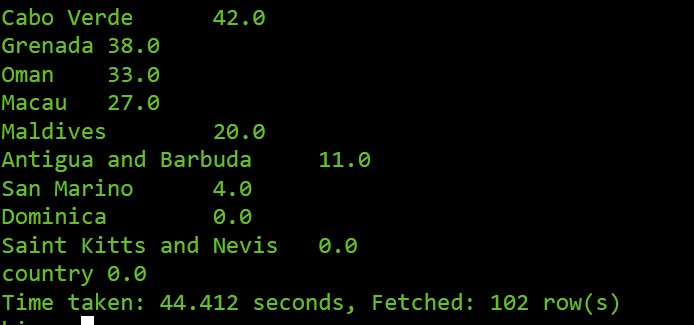 Cabo Verde      42.0
Grenada 38.0
Oman    33.0
Macau   27.0
Maldives        20.0
Antigua and Barbuda     11.0
San Marino      4.0
Dominica        0.0
Saint Kitts and Nevis   0.0
country 0.0
Time taken: 44.412 seconds, Fetched: 102 row(s)